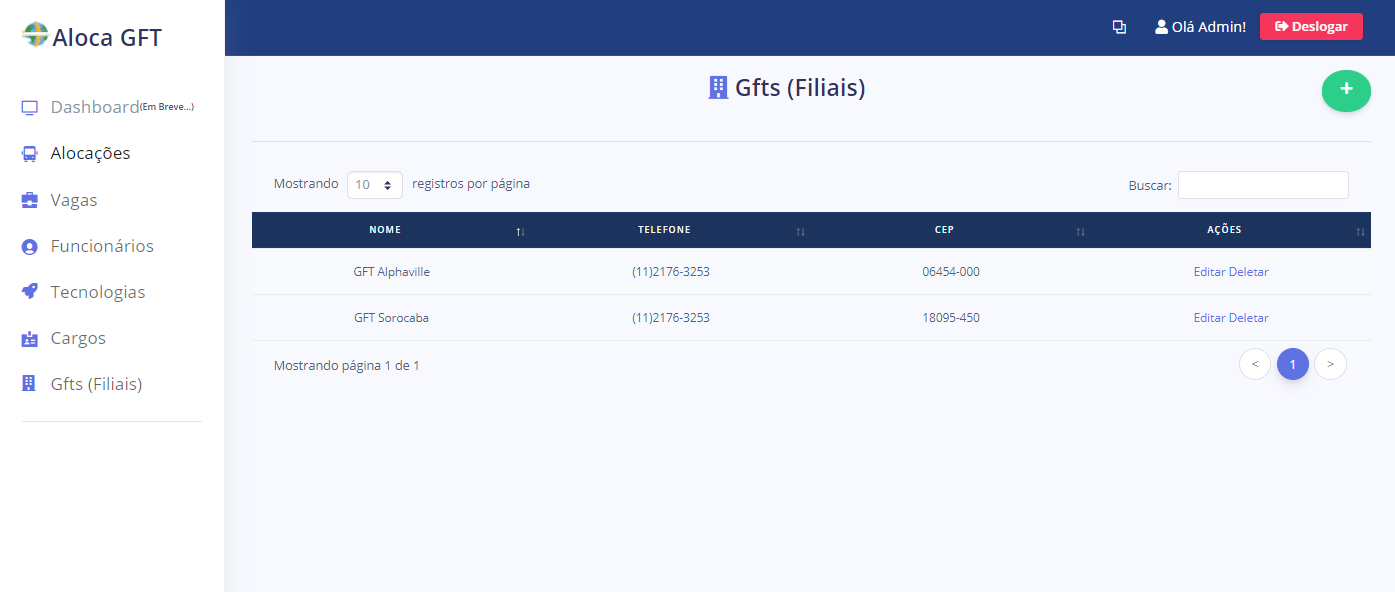 Aloca GFT
Olá Admin!
Deslogar
Dashboard(Em Breve...)
Alocações
Vagas
Funcionários
Tecnologias
Cargos
Gfts (Filiais)
Gfts (Filiais)
+
Mostrando 10 registros por página
Buscar:
NOME TELEFONE CEP AÇÕES
GFT Alphaville (11)2176-3253 06454-000 Editar Deletar
GFT Sorocaba (11)2176-3253 18095-450 Editar Deletar
Mostrando página 1 de 1
< 1 >